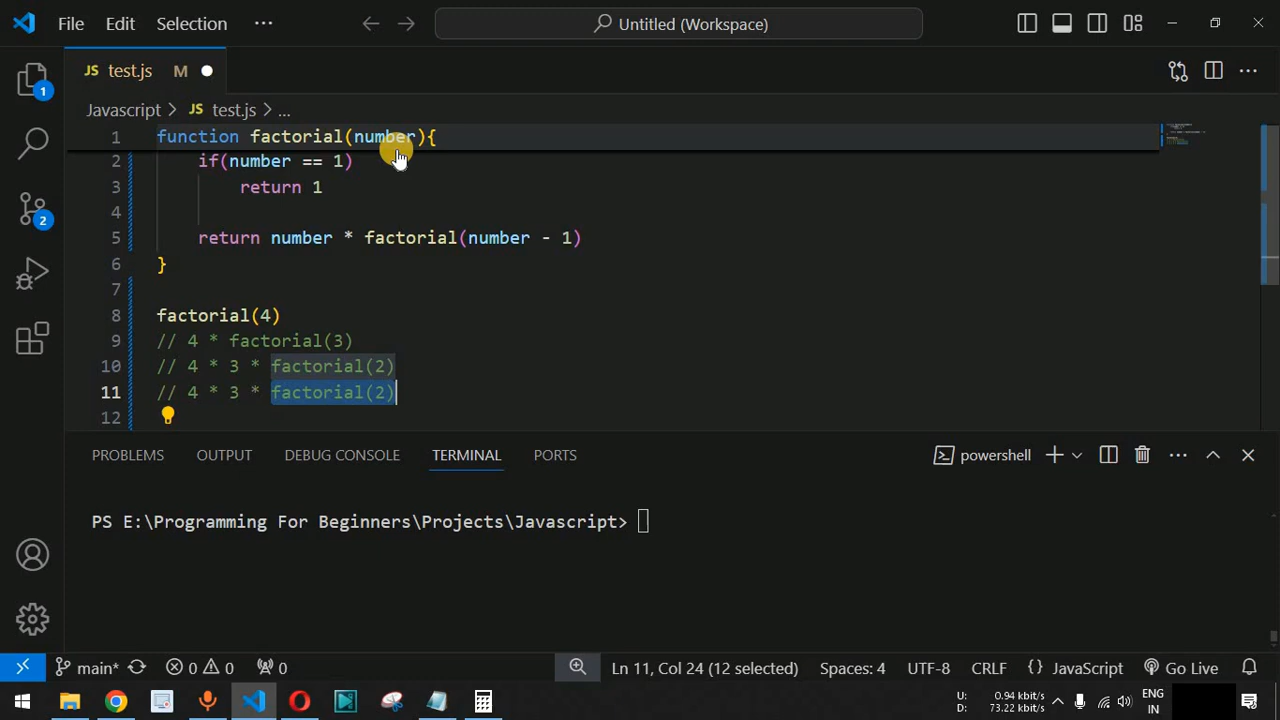 File Edit Selection ··· Untitled (Workspace)
JS test.js M
Javascript > JS test.js > ...
1 function factorial(number){
2 if(number == 1)
3 return 1
4
5 return number * factorial(number - 1)
6 }
7
8 factorial(4)
9 // 4 * factorial(3)
10 // 4 * 3 * factorial(2)
11 // 4 * 3 * factorial(2)
12
1
2
PROBLEMS OUTPUT DEBUG CONSOLE TERMINAL PORTS powershell
PS E:\Programming For Beginners\Projects\Javascript>
main* 0 0 0 Ln 11, Col 24 (12 selected) Spaces: 4 UTF-8 CRLF {} JavaScript Go Live
U: 0.94 kbit/s ENG
D: 73.22 kbit/s IN